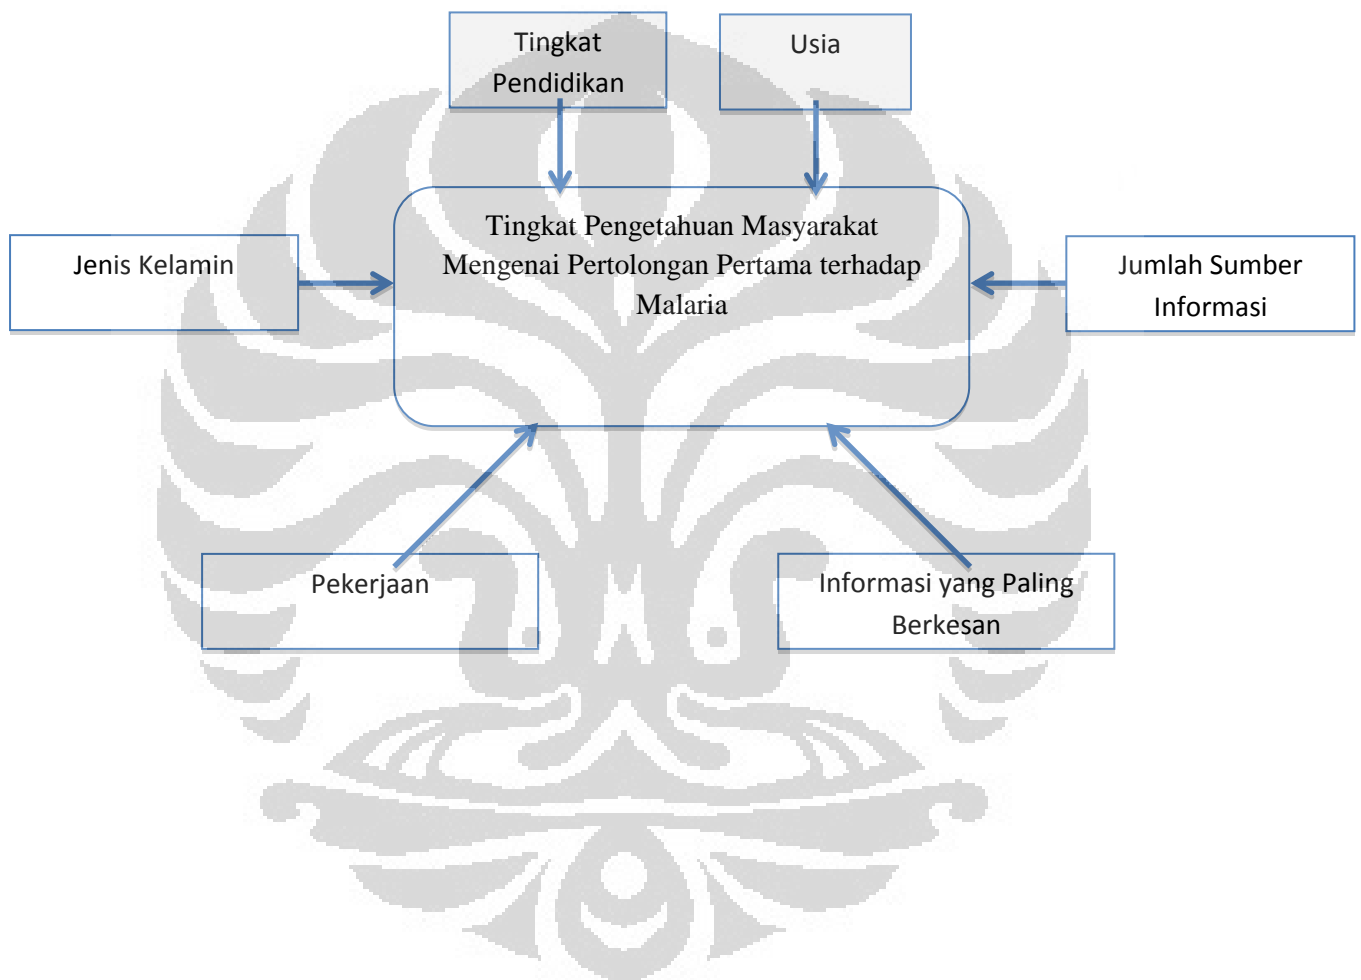 Tingkat
Pendidikan
Usia
Tingkat Pengetahuan Masyarakat
Mengenai Pertolongan Pertama terhadap
Malaria
Jenis Kelamin
Jumlah Sumber
Informasi
Pekerjaan
Informasi yang Paling
Berkesan